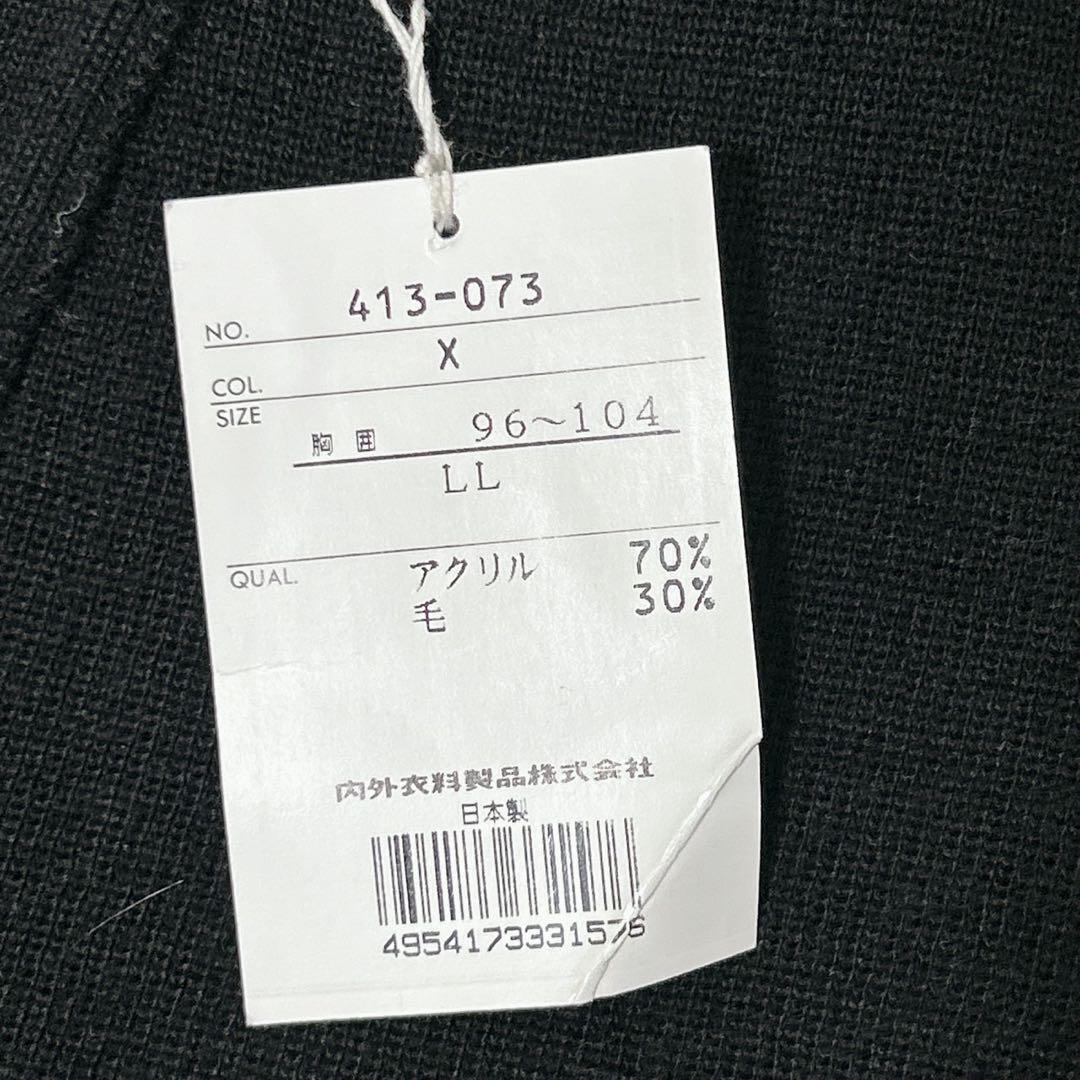 NO. 413-073
COL. X
SIZE
胸囲 96~104
LL
QUAL. アクリル 70%
毛 30%
内外衣料製品株式会社
日本製
4954173331576